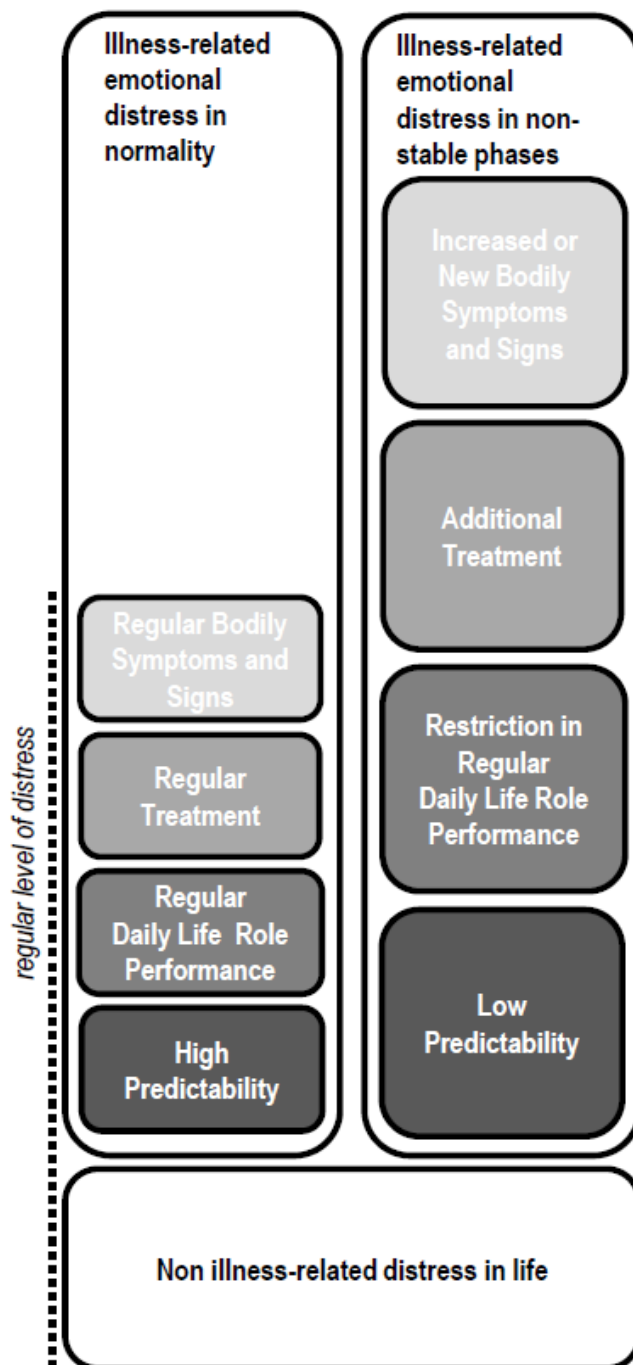 Illness-related
emotional
distress in
normality
Illness-related
emotional
distress in non-
stable phases
Increased or
New Bodily
Symptoms
and Signs
Additional
Treatment
Regular Bodily
Symptoms and
Signs
Restriction in
Regular
Daily Life Role
Performance
Regular
Treatment
Regular
Daily Life Role
Performance
Low
Predictability
High
Predictability
regular level of distress
Non illness-related distress in life